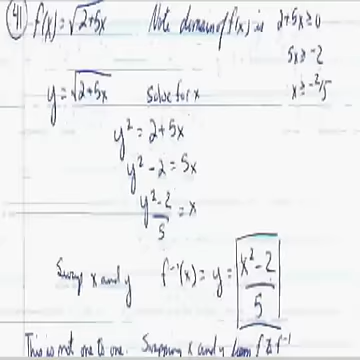 (41) f(x) = √2+5x Note domain of f(x) is 2+5x ≥ 0
5x ≥ -2
y = √2+5x solve for x x ≥ -2/5
y² = 2+5x
y² - 2 = 5x
y² - 2 / 5 = x
Swap x and y f⁻¹(x) = y = x² - 2 / 5
This is not one to one. Swapping x and y from f f⁻¹